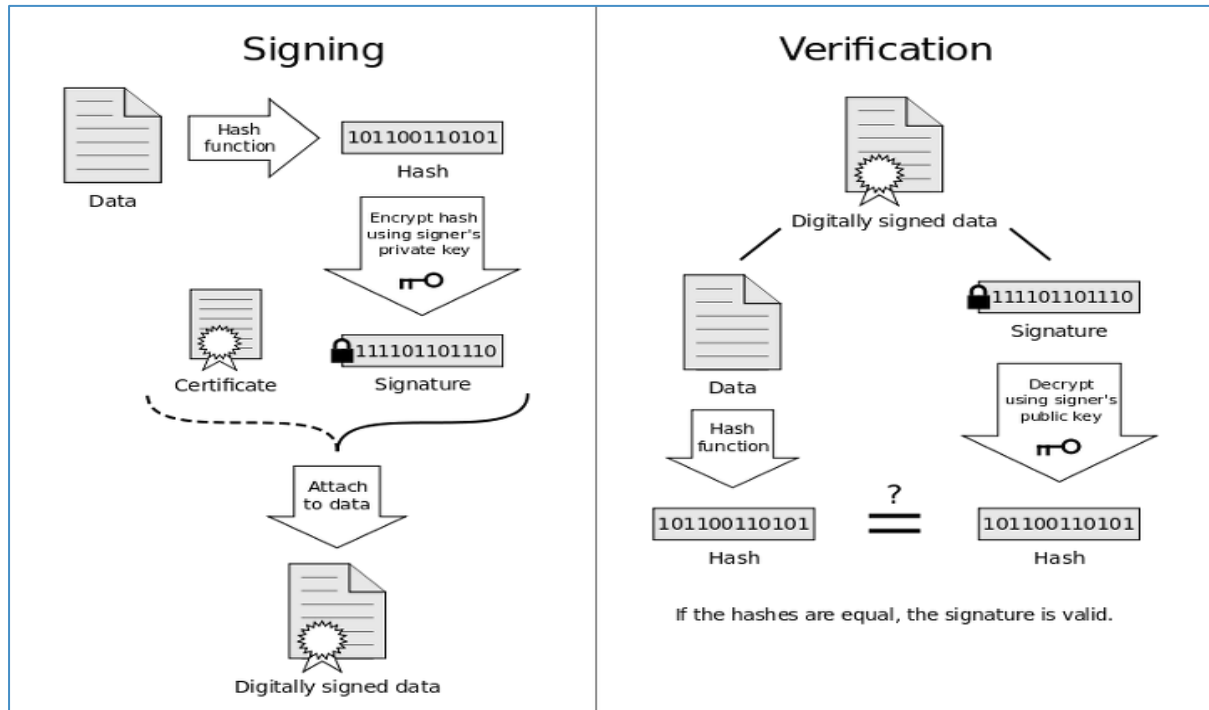 Signing
Hash
function
101100110101
Hash
Data
Encrypt hash
using signer's
private key
111101101110
Certificate
Signature
Attach
to data
Digitally signed data
Verification
Digitally signed data
Data
111101101110
Signature
Hash
function
Decrypt
using signer's
public key
101100110101
Hash
?
=
101100110101
Hash
If the hashes are equal, the signature is valid.